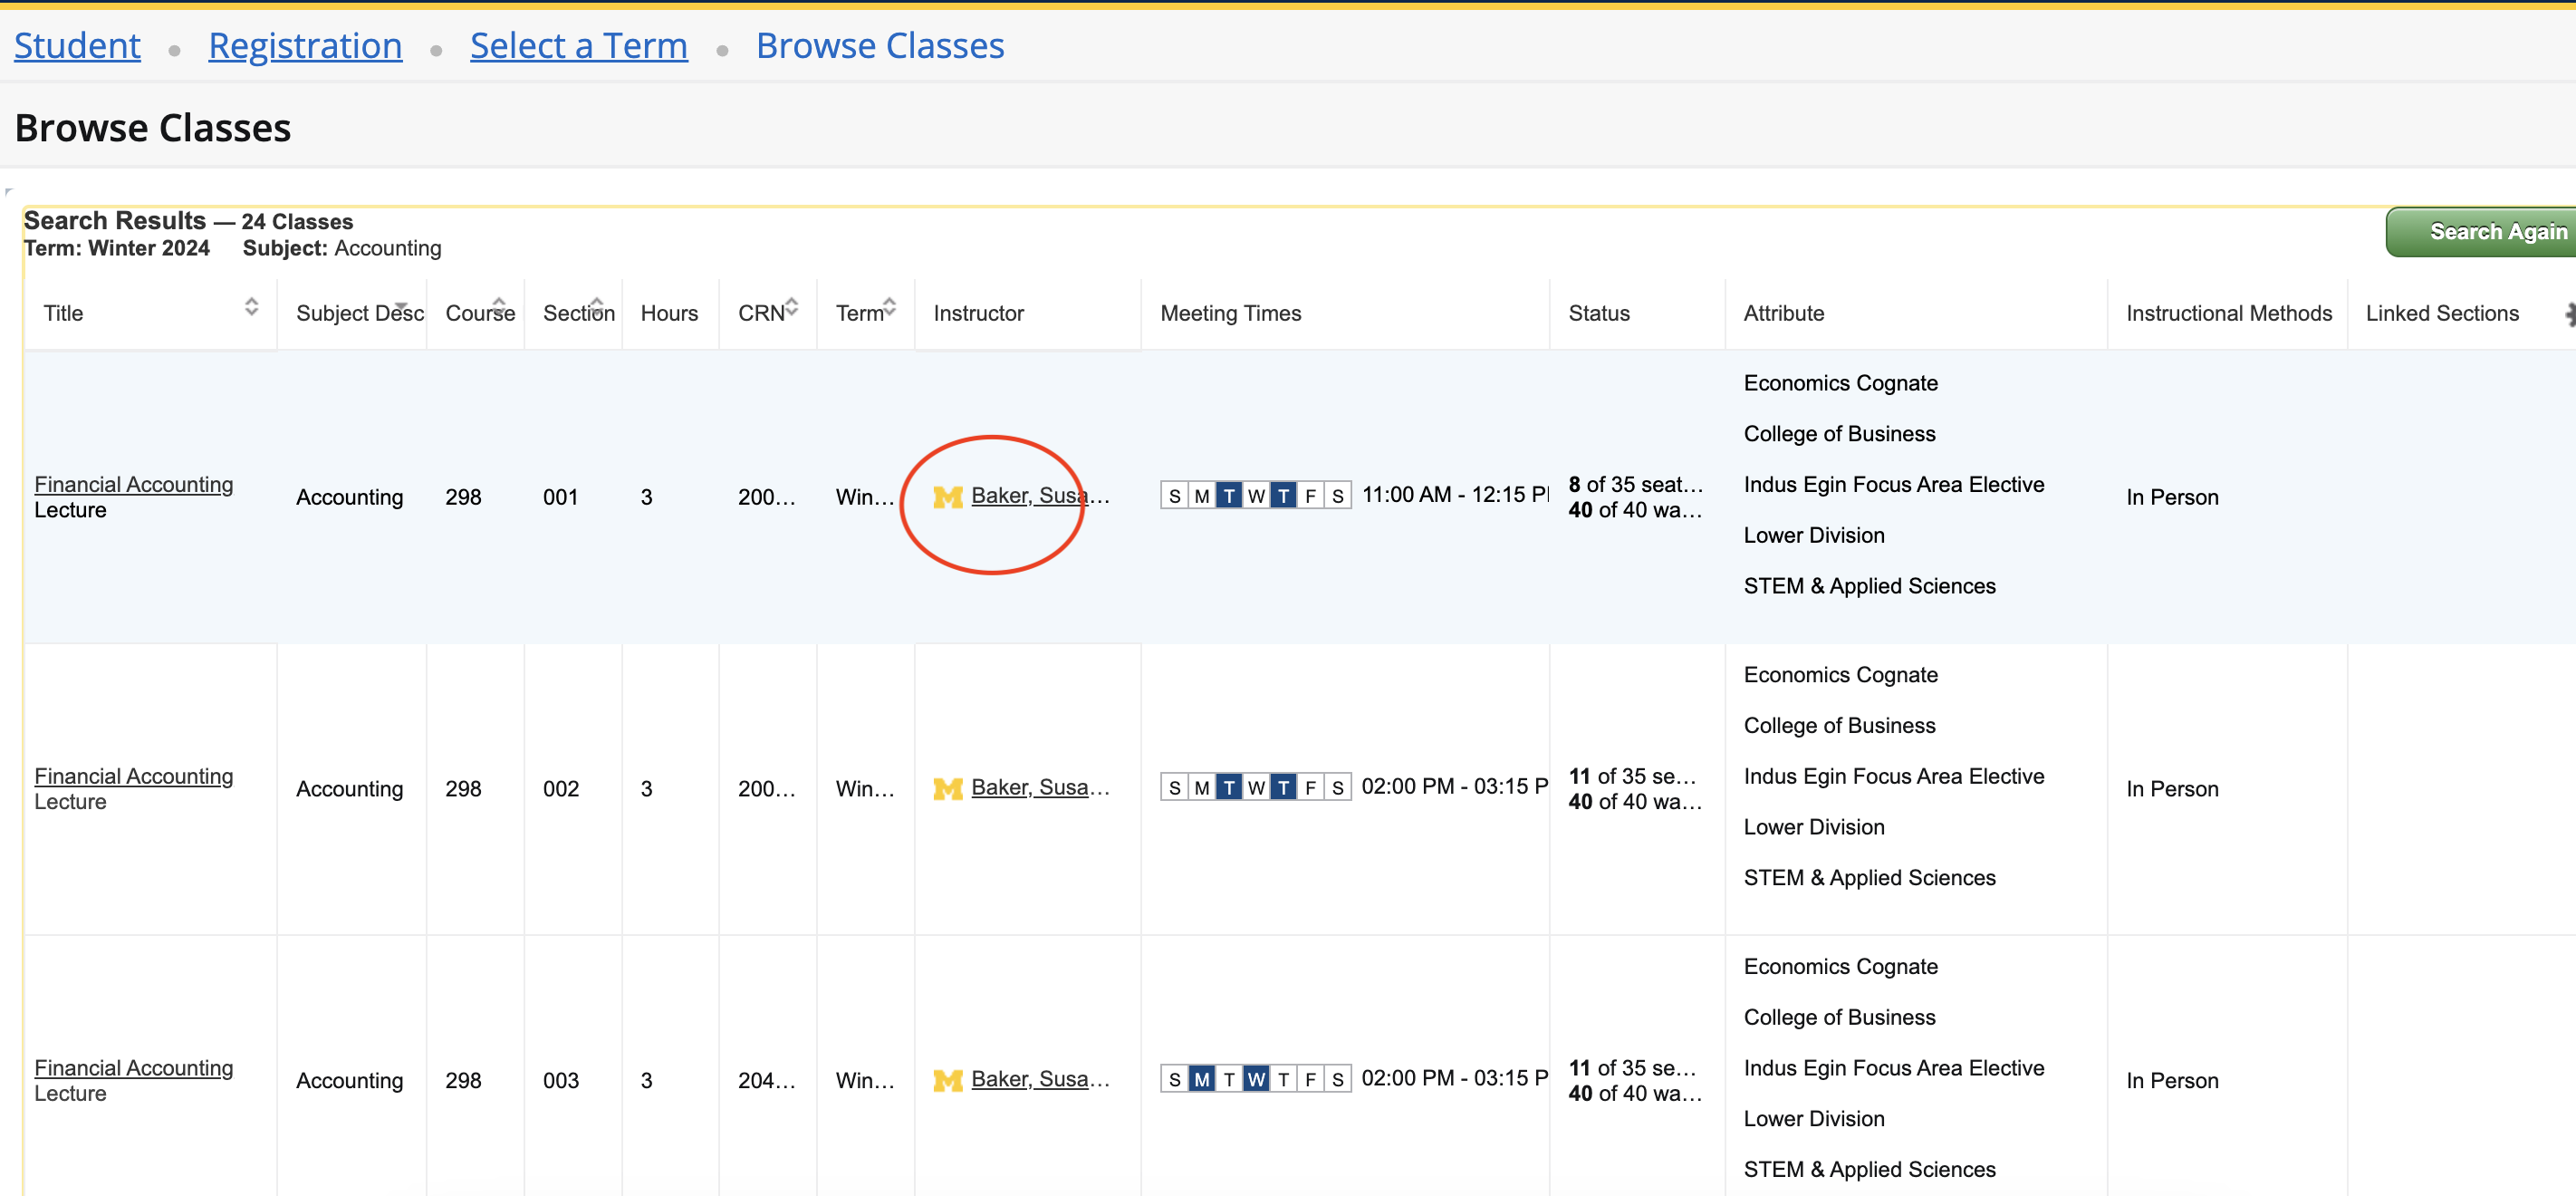 Student • Registration • Select a Term • Browse Classes
Browse Classes
Search Results — 24 Classes
Search Again
Term: Winter 2024 Subject: Accounting
Title Subject Desc Course Section Hours CRN Term Instructor Meeting Times Status Attribute Instructional Methods Linked Sections
Economics Cognate
College of Business
Financial Accounting
Lecture
Accounting 298 001 3 200... Win... M Baker, Susa... S M T W T F S 11:00 AM - 12:15 P
8 of 35 seat...
40 of 40 wa...
Indus Egin Focus Area Elective
In Person
Lower Division
STEM & Applied Sciences
Economics Cognate
College of Business
Financial Accounting
Lecture
Accounting 298 002 3 200... Win... M Baker, Susa... S M T W T F S 02:00 PM - 03:15 P
11 of 35 se...
40 of 40 wa...
Indus Egin Focus Area Elective
In Person
Lower Division
STEM & Applied Sciences
Economics Cognate
College of Business
Financial Accounting
Lecture
Accounting 298 003 3 204... Win... M Baker, Susa... S M T W T F S 02:00 PM - 03:15 P
11 of 35 se...
40 of 40 wa...
Indus Egin Focus Area Elective
In Person
Lower Division
STEM & Applied Sciences